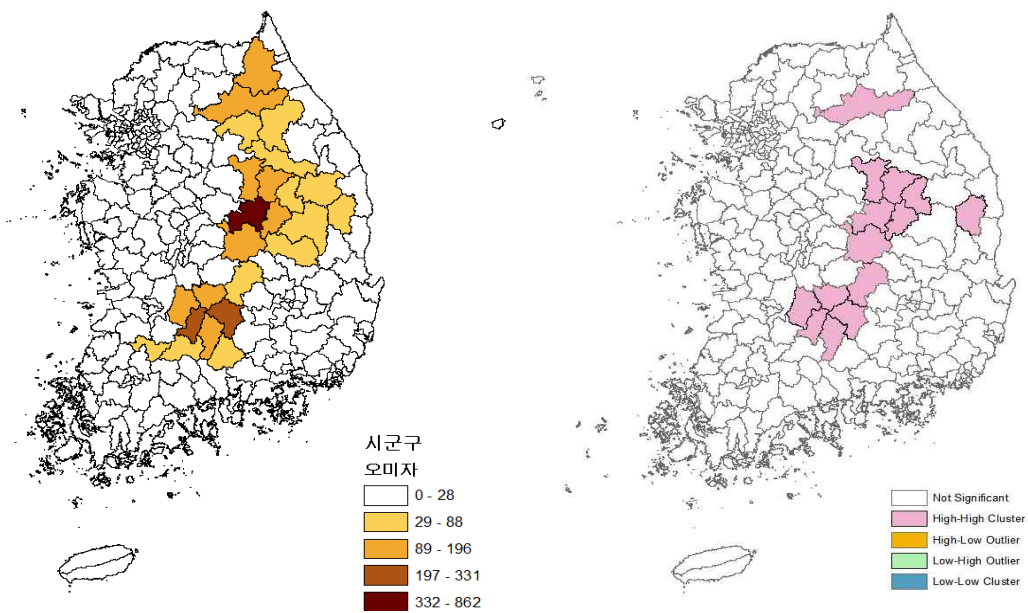 시군구
오미자
0 - 28
29 - 88
89 - 196
197 - 331
332 - 862
Not Significant
High-High Cluster
High-Low Outlier
Low-High Outlier
Low-Low Cluster